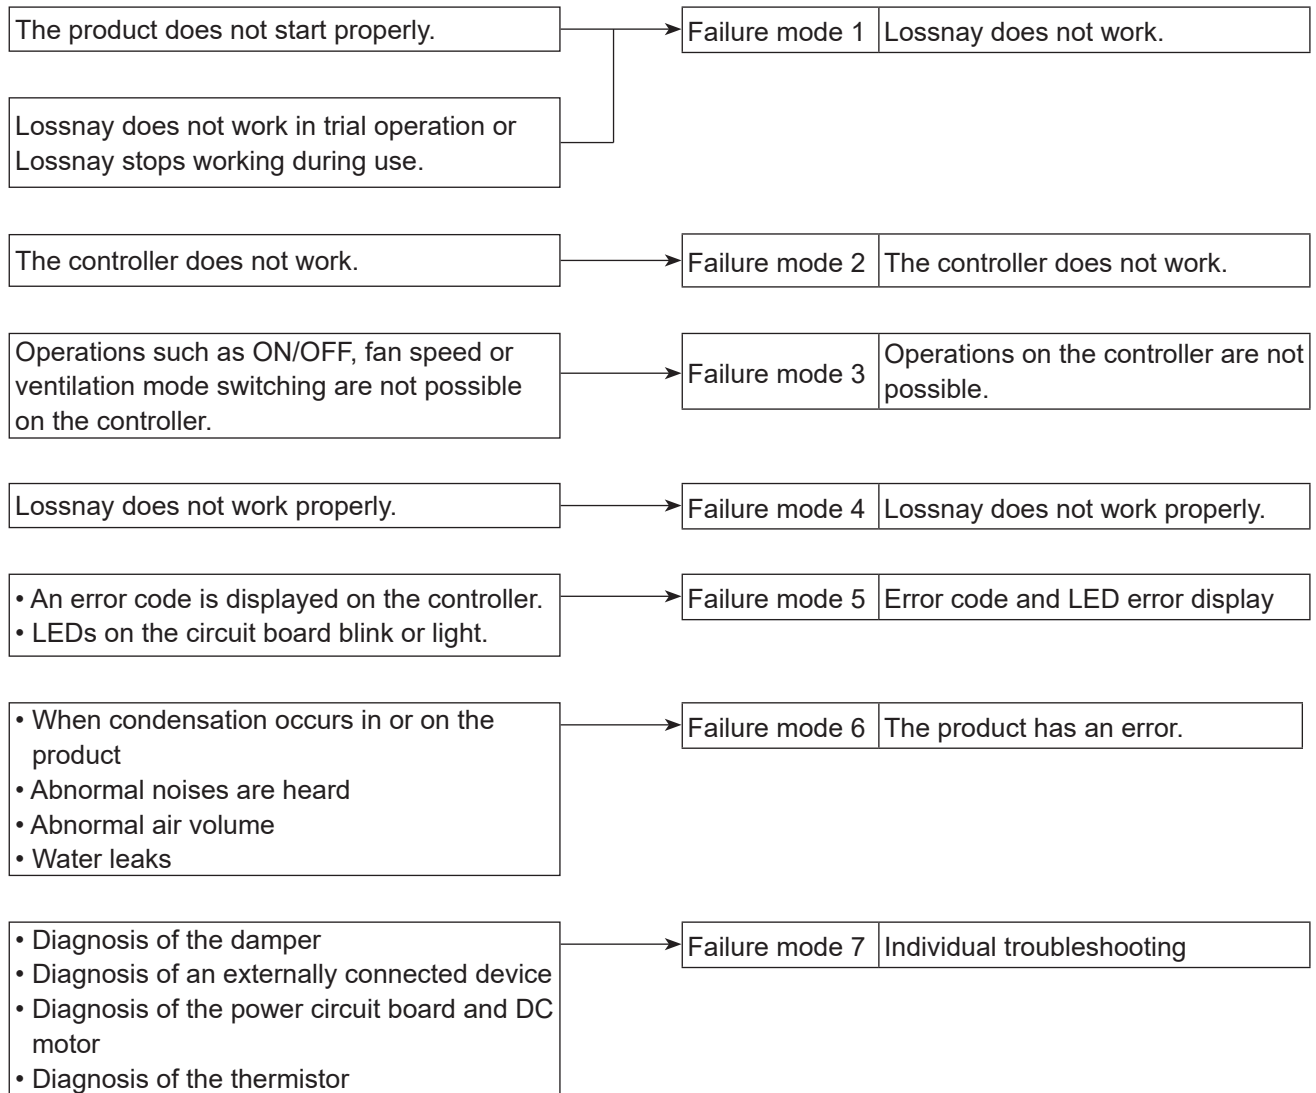 The product does not start properly.
Failure mode 1 Lossnay does not work.
Lossnay does not work in trial operation or
Lossnay stops working during use.
The controller does not work.
Failure mode 2 The controller does not work.
Operations such as ON/OFF, fan speed or
ventilation mode switching are not possible
on the controller.
Failure mode 3
Operations on the controller are not
possible.
Lossnay does not work properly.
Failure mode 4 Lossnay does not work properly.
• An error code is displayed on the controller.
• LEDs on the circuit board blink or light.
Failure mode 5 Error code and LED error display
• When condensation occurs in or on the
product
• Abnormal noises are heard
• Abnormal air volume
• Water leaks
Failure mode 6 The product has an error.
• Diagnosis of the damper
• Diagnosis of an externally connected device
• Diagnosis of the power circuit board and DC
motor
• Diagnosis of the thermistor
Failure mode 7 Individual troubleshooting